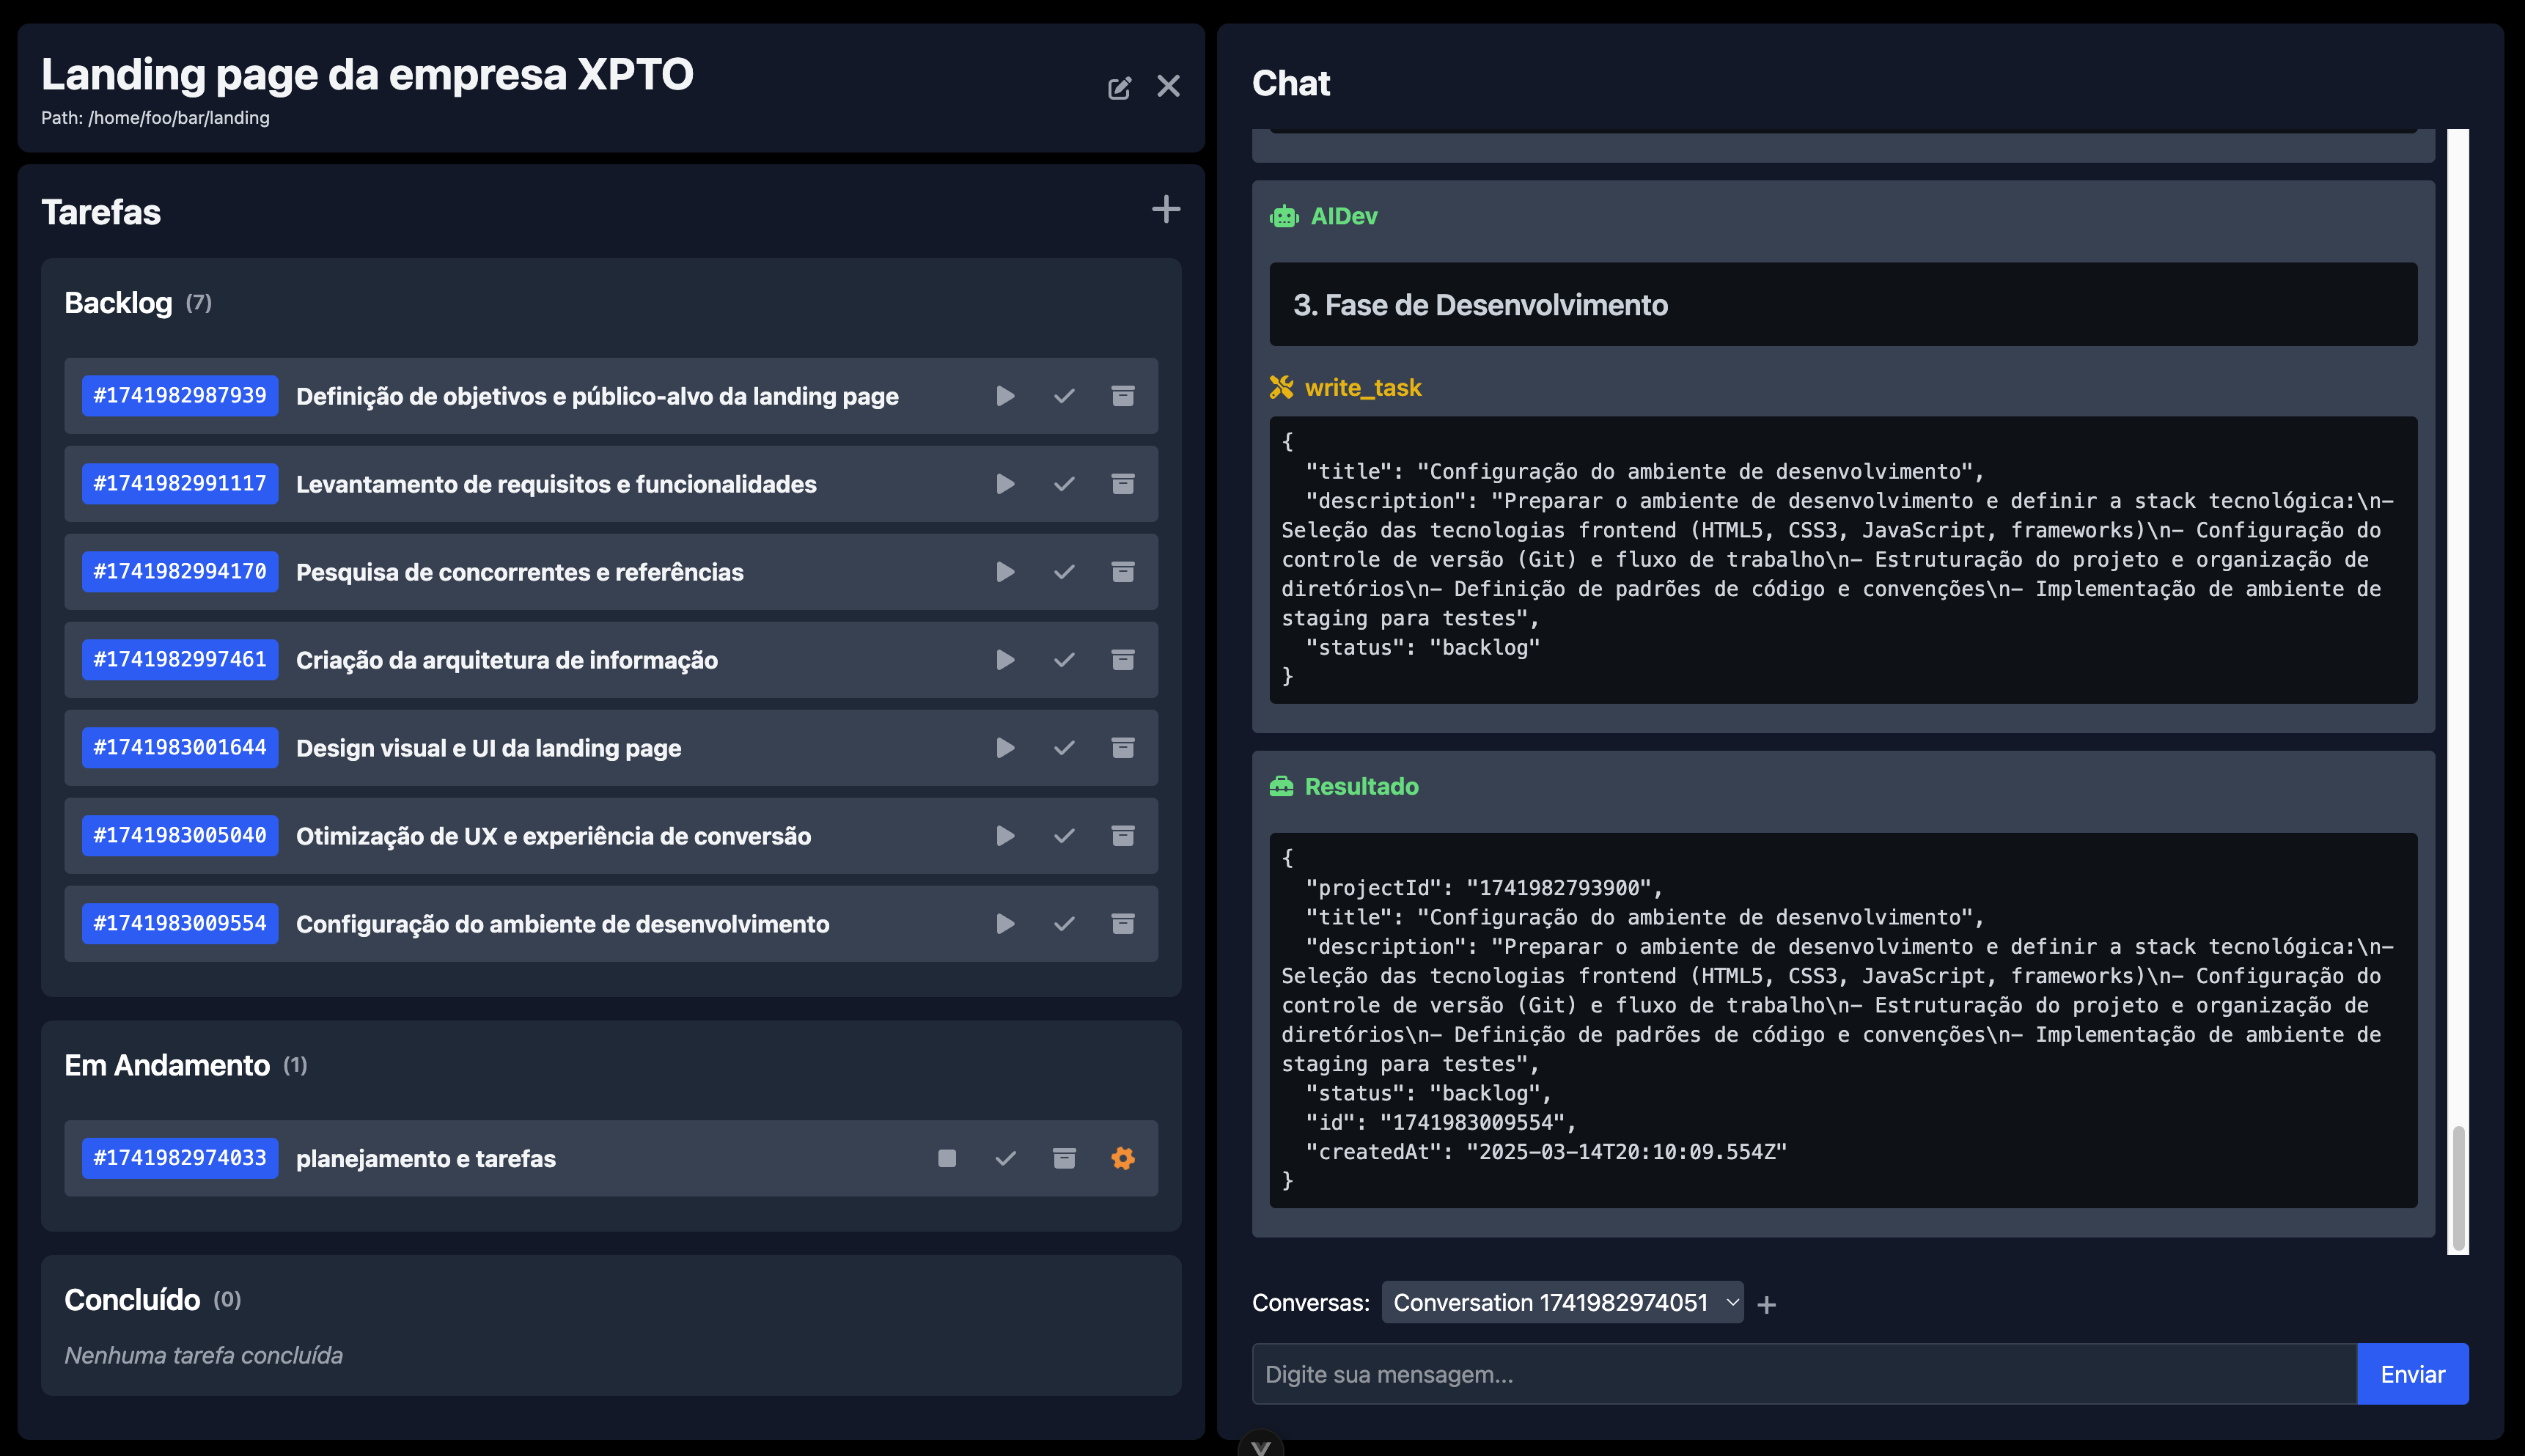 Landing page da empresa XPTO
Path: /home/foo/bar/landing
Tarefas
Backlog (7)
#1741982987939 Definição de objetivos e público-alvo da landing page
#1741982991117 Levantamento de requisitos e funcionalidades
#1741982994170 Pesquisa de concorrentes e referências
#1741982997461 Criação da arquitetura de informação
#1741983001644 Design visual e UI da landing page
#1741983005040 Otimização de UX e experiência de conversão
#1741983009554 Configuração do ambiente de desenvolvimento
Em Andamento (1)
#1741982974033 planejamento e tarefas
Concluído (0)
Nenhuma tarefa concluída
Chat
AIDev
3. Fase de Desenvolvimento
write_task
{
"title": "Configuração do ambiente de desenvolvimento",
"description": "Preparar o ambiente de desenvolvimento e definir a stack tecnológica:\n-
Seleção das tecnologias frontend (HTML5, CSS3, JavaScript, frameworks)\n- Configuração do
controle de versão (Git) e fluxo de trabalho\n- Estruturação do projeto e organização de
diretórios\n- Definição de padrões de código e convenções\n- Implementação de ambiente de
staging para testes",
"status": "backlog"
}
Resultado
{
"projectId": "1741982793900",
"title": "Configuração do ambiente de desenvolvimento",
"description": "Preparar o ambiente de desenvolvimento e definir a stack tecnológica:\n-
Seleção das tecnologias frontend (HTML5, CSS3, JavaScript, frameworks)\n- Configuração do
controle de versão (Git) e fluxo de trabalho\n- Estruturação do projeto e organização de
diretórios\n- Definição de padrões de código e convenções\n- Implementação de ambiente de
staging para testes",
"status": "backlog",
"id": "1741983009554",
"createdAt": "2025-03-14T20:10:09.554Z"
}
Conversas: Conversation 1741982974051
Digite sua mensagem...
Enviar